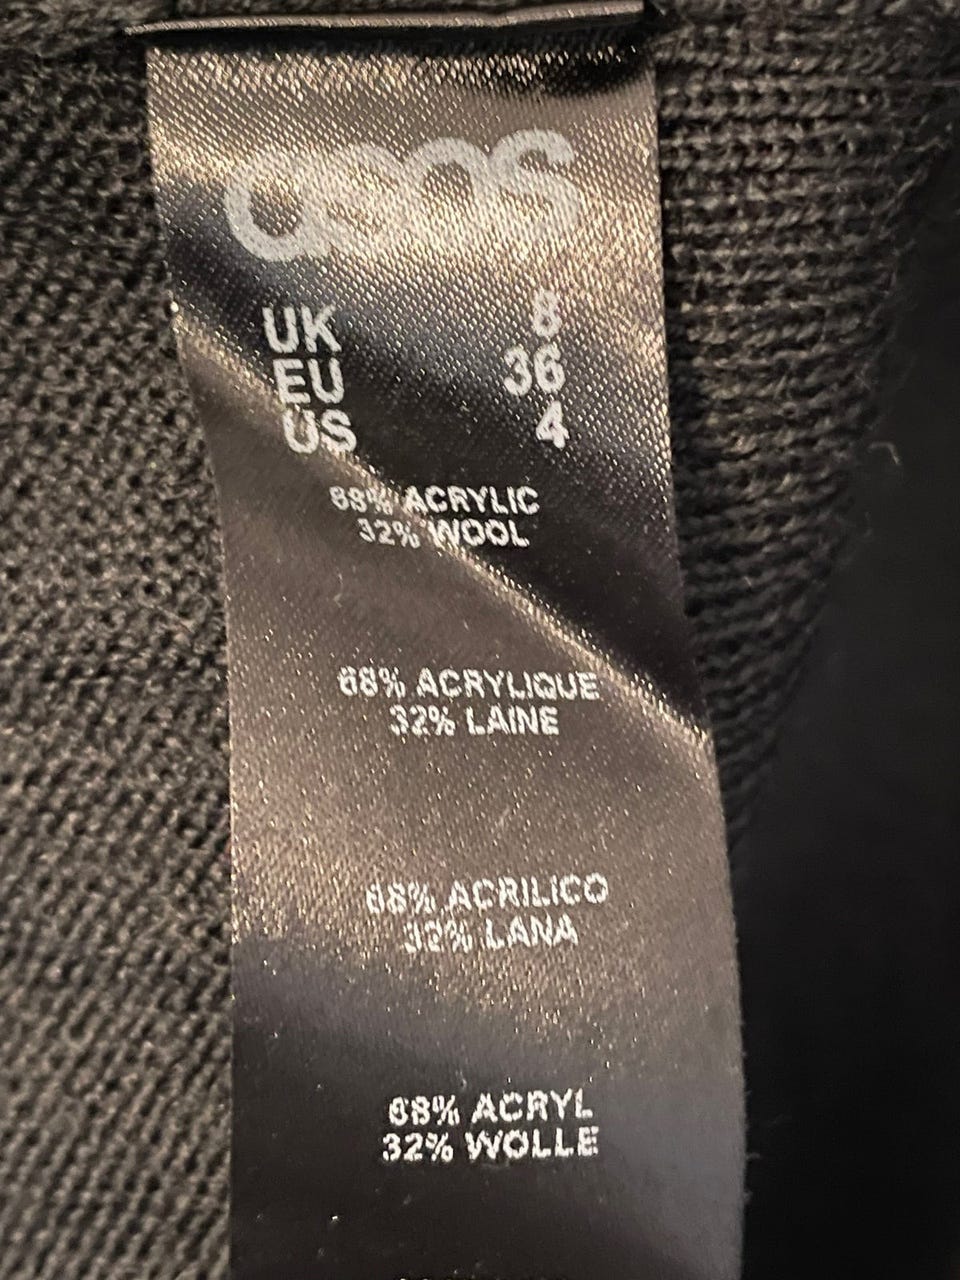 asos
UK 8
EU 36
US 4
68% ACRYLIC
32% WOOL
68% ACRYLIQUE
32% LAINE
68% ACRILICO
32% LANA
68% ACRYL
32% WOLLE